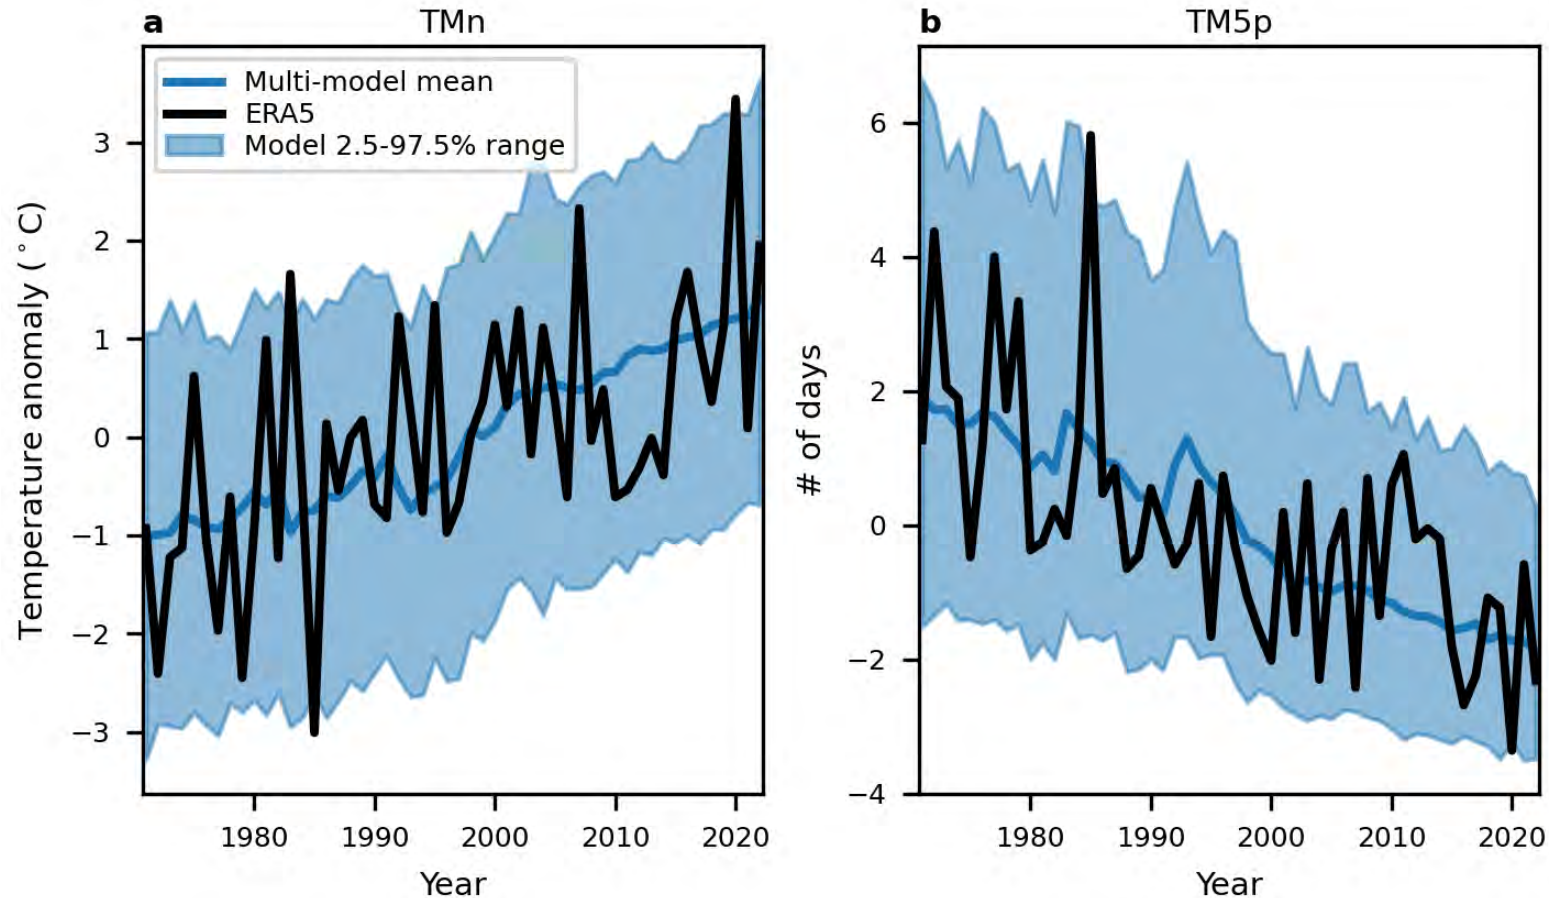 a TMn
Multi-model mean
ERA5
Model 2.5-97.5% range
Temperature anomaly (°C)
3
2
1
0
−1
−2
−3
1980 1990 2000 2010 2020
Year
b TM5p
# of days
6
4
2
0
−2
−4
1980 1990 2000 2010 2020
Year